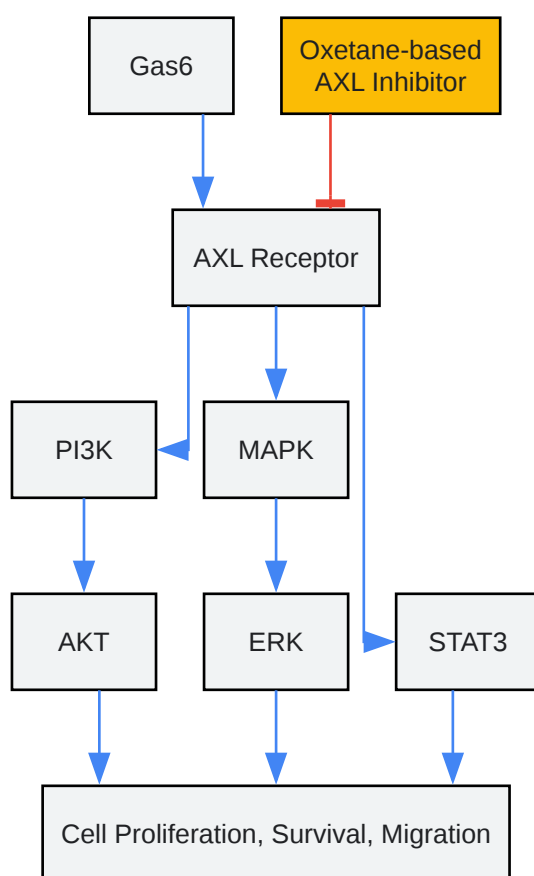 Gas6
Oxetane-based
AXL Inhibitor
AXL Receptor
PI3K
MAPK
AKT
ERK
STAT3
Cell Proliferation, Survival, Migration